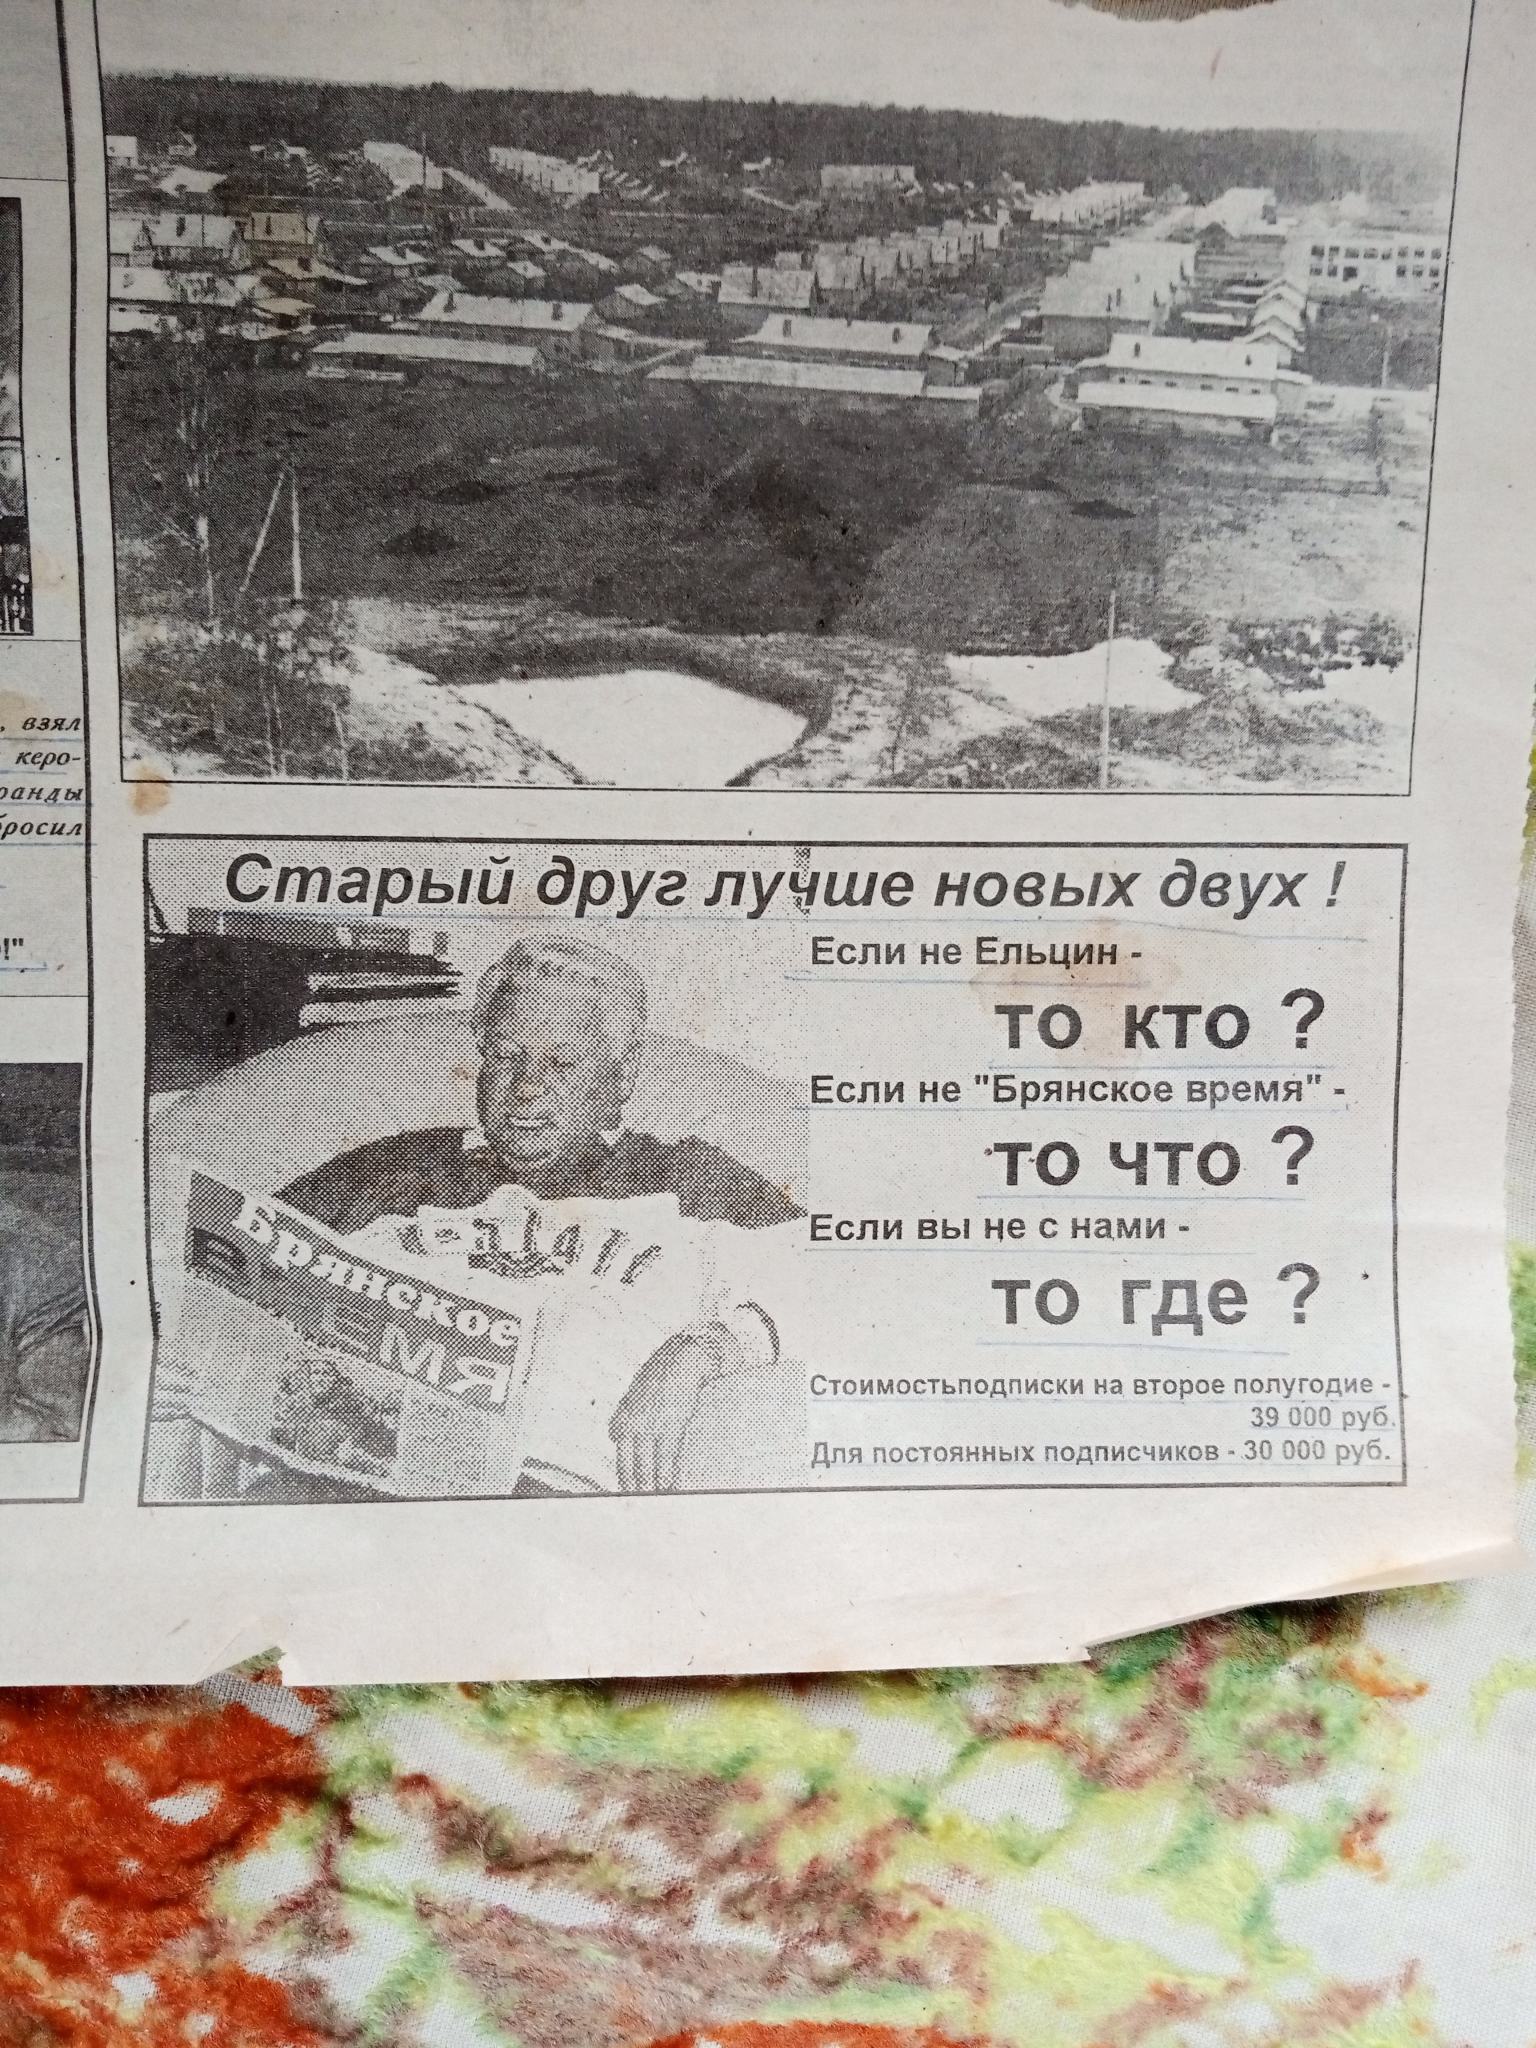 , взял
керо-
ранды
бросил
!"
Старый друг лучше новых двух !
Если не Ельцин -
то кто ?
Если не "Брянское время" -
то что ?
Если вы не с нами -
то где ?
Стоимостьподписки на второе полугодие -
39 000 руб.
Для постоянных подписчиков - 30 000 руб.
Брянское
ВРЕМЯ